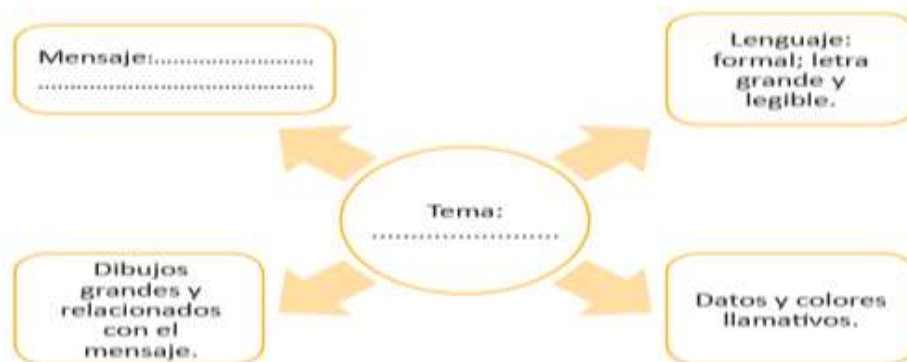 Mensaje:........................
..........................................
Lenguaje:
formal; letra
grande y
legible.
Tema:
.........................
Dibujos
grandes y
relacionados
con el
mensaje.
Datos y colores
llamativos.